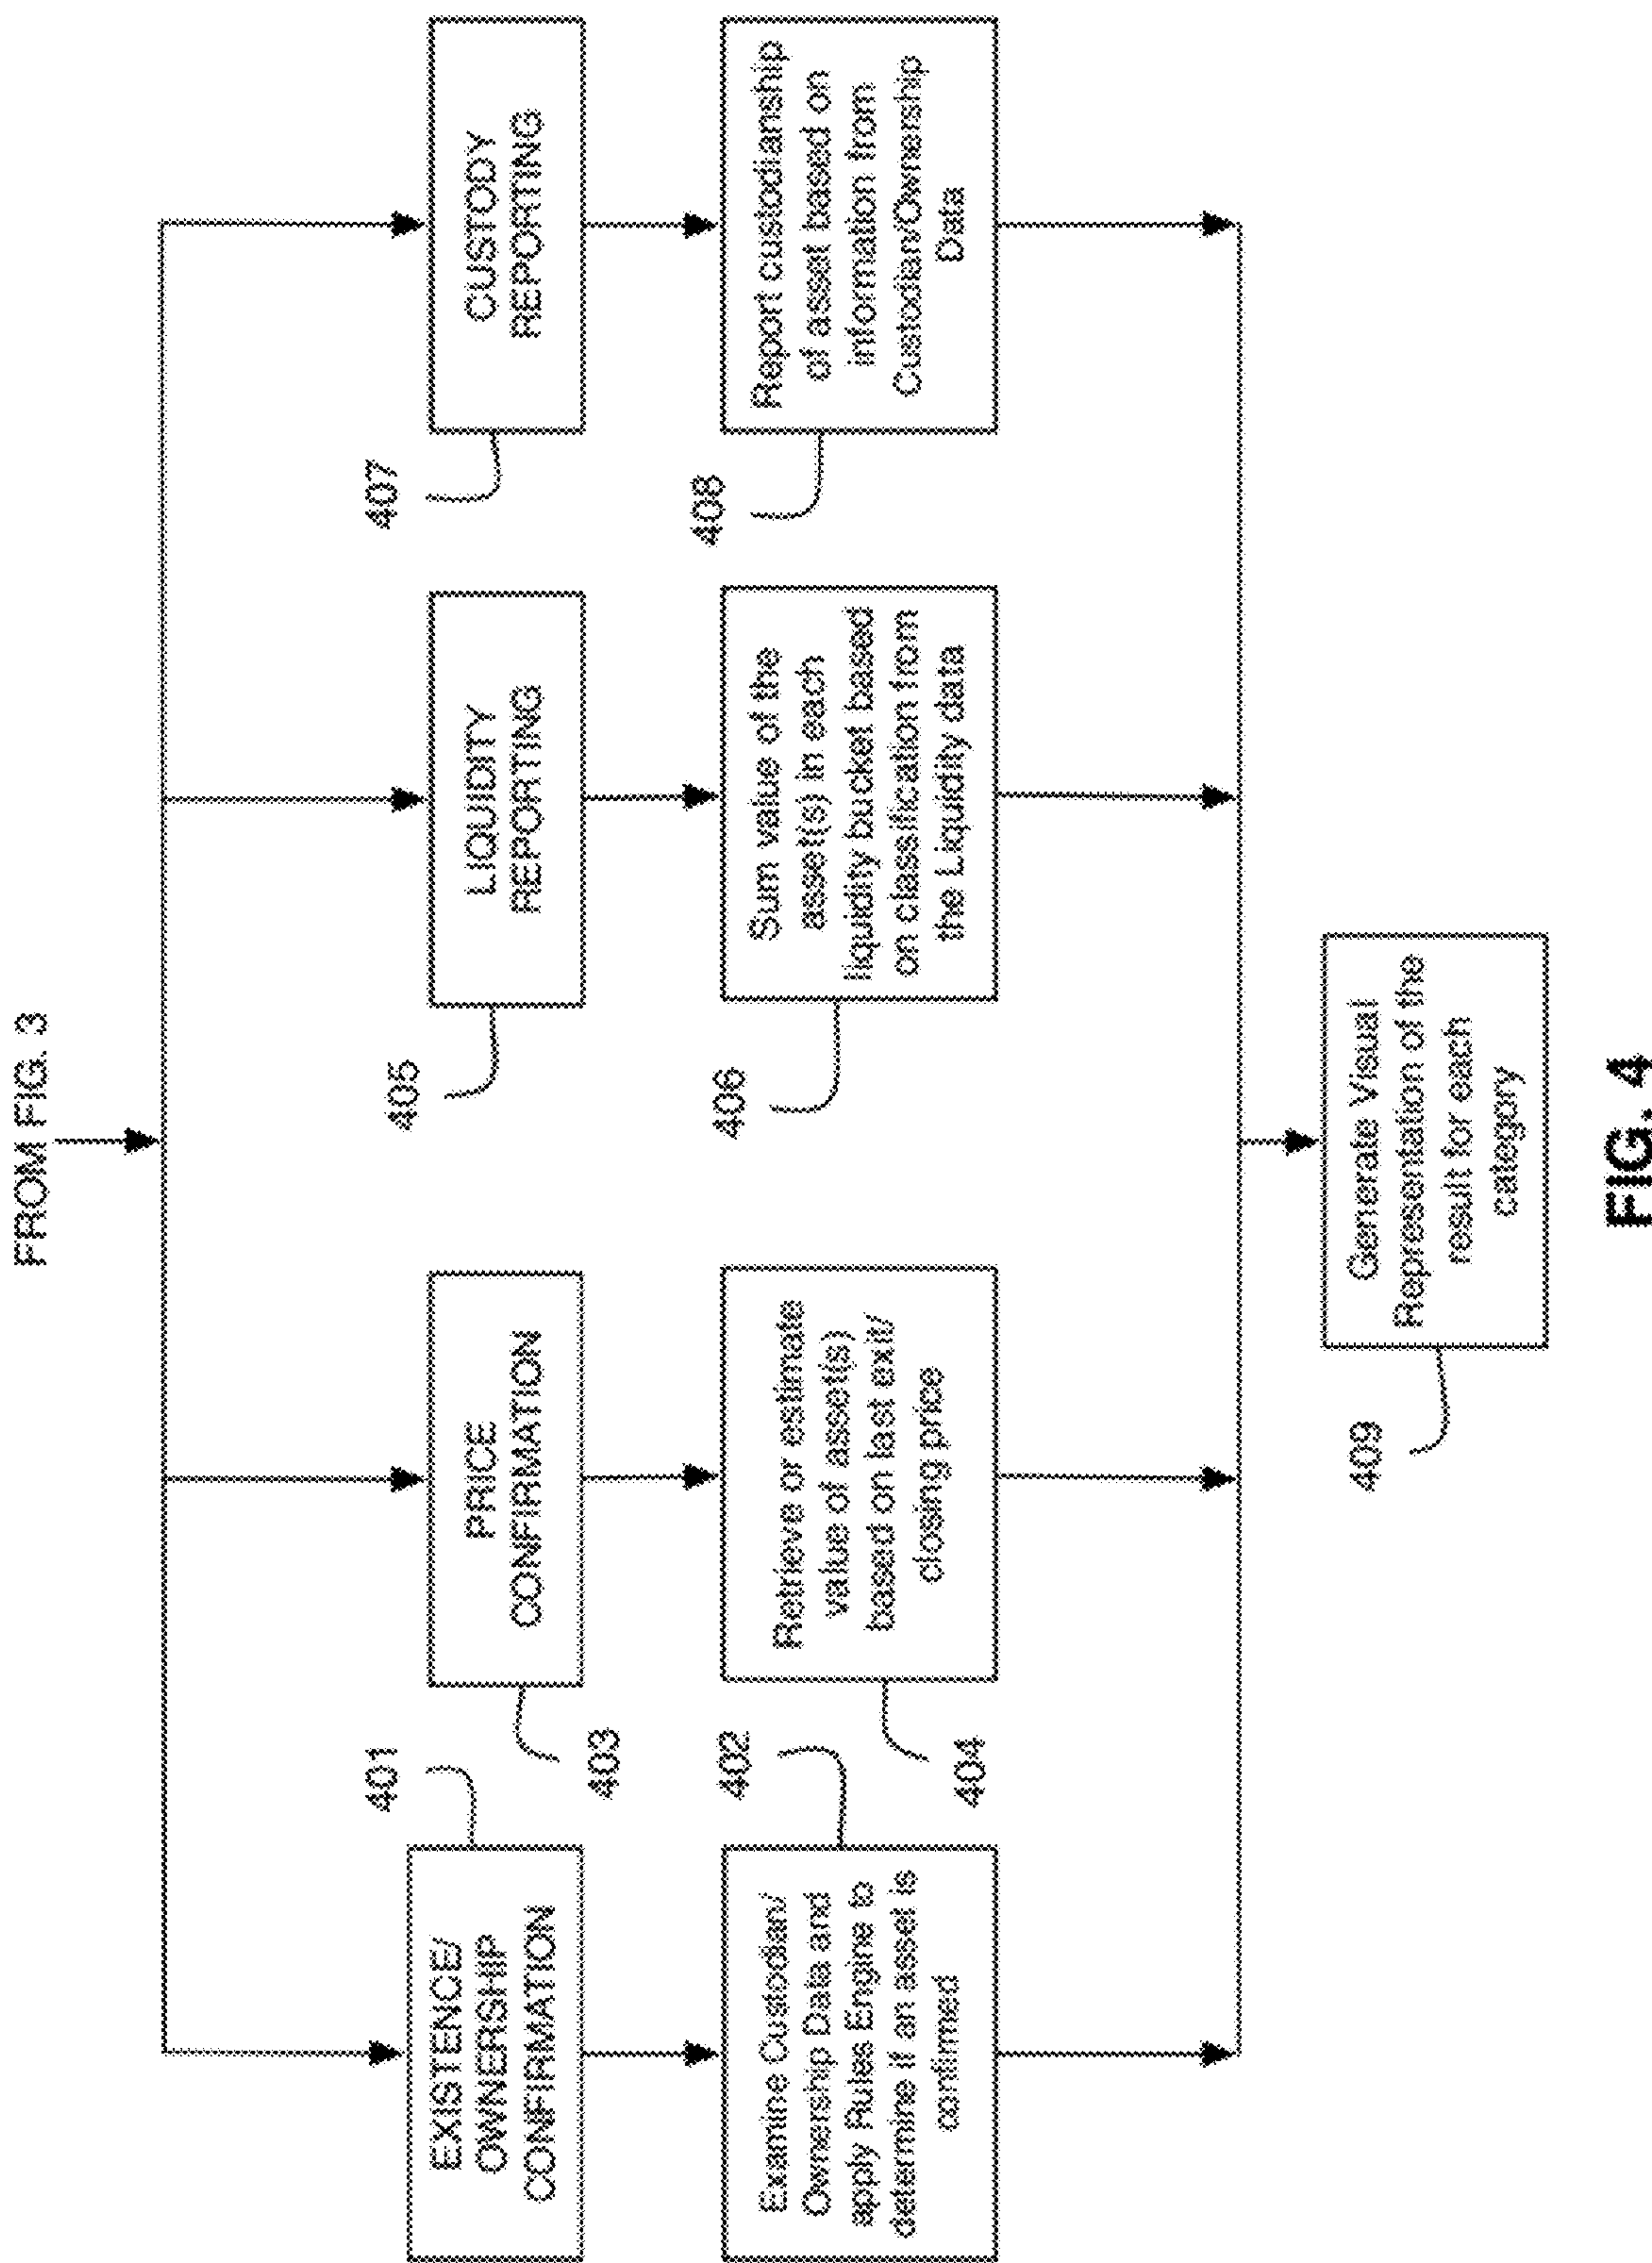 FROM FIG. 3
401
EXISTENCE/
OWNERSHIP
CONFIRMATION
403
PRICE
CONFIRMATION
405
LIQUIDITY
REPORTING
407
CUSTODY
REPORTING
402
Examine Custodian/
Ownership Data and
apply Rules Engine to
determine if an asset is
confirmed
404
Retrieve or estimate
value of asset(s)
based on last exit/
closing price
406
Sum value of the
asset(s) in each
liquidity bucket based
on classification from
the Liquidity data
408
Report custodianship
of asset based on
information from
Custodian/Ownership
Data
409
Generate Visual
Representation of the
result for each
category
FIG. 4